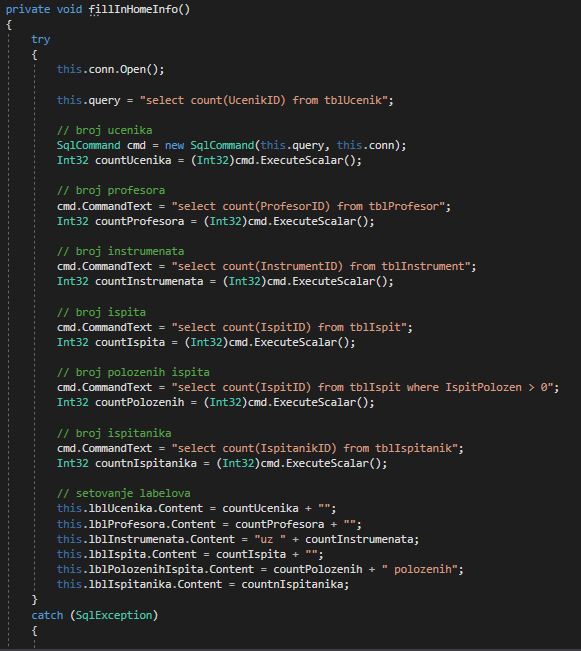 private void fillInHomeInfo()
{
try
{
this.conn.Open();
this.query = "select count(UcenikID) from tblUcenik";
// broj ucenika
SqlCommand cmd = new SqlCommand(this.query, this.conn);
Int32 countUcenika = (Int32)cmd.ExecuteScalar();
// broj profesora
cmd.CommandText = "select count(ProfesorID) from tblProfesor";
Int32 countProfesora = (Int32)cmd.ExecuteScalar();
// broj instrumenata
cmd.CommandText = "select count(InstrumentID) from tblInstrument";
Int32 countInstrumenata = (Int32)cmd.ExecuteScalar();
// broj ispita
cmd.CommandText = "select count(IspitID) from tblIspit";
Int32 countIspita = (Int32)cmd.ExecuteScalar();
// broj polozenih ispita
cmd.CommandText = "select count(IspitID) from tblIspit where IspitPolozen > 0";
Int32 countPolozenih = (Int32)cmd.ExecuteScalar();
// broj ispitanika
cmd.CommandText = "select count(IspitanikID) from tblIspitanik";
Int32 countnIspitanika = (Int32)cmd.ExecuteScalar();
// setovanje labelova
this.lblUcenika.Content = countUcenika + "";
this.lblProfesora.Content = countProfesora + "";
this.lblInstrumenata.Content = "uz " + countInstrumenata;
this.lblIspita.Content = countIspita + "";
this.lblPolozenihIspita.Content = countPolozenih + " polozenih";
this.lblIspitanika.Content = countnIspitanika;
}
catch (SqlException)
{